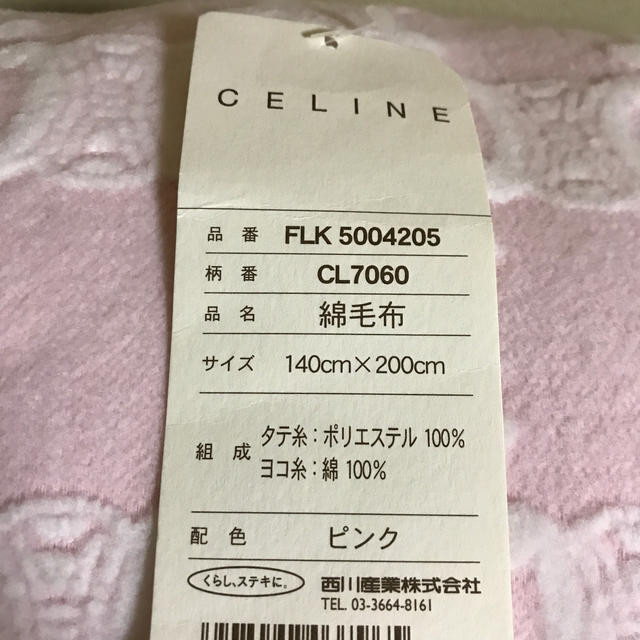 CELINE
品番 FLK 5004205
柄番 CL7060
品名 綿毛布
サイズ 140cm×200cm
組成 タテ糸:ポリエステル 100%
ヨコ糸:綿 100%
配色 ピンク
くらし、ステキに。 西川産業株式会社
TEL. 03-3664-8161